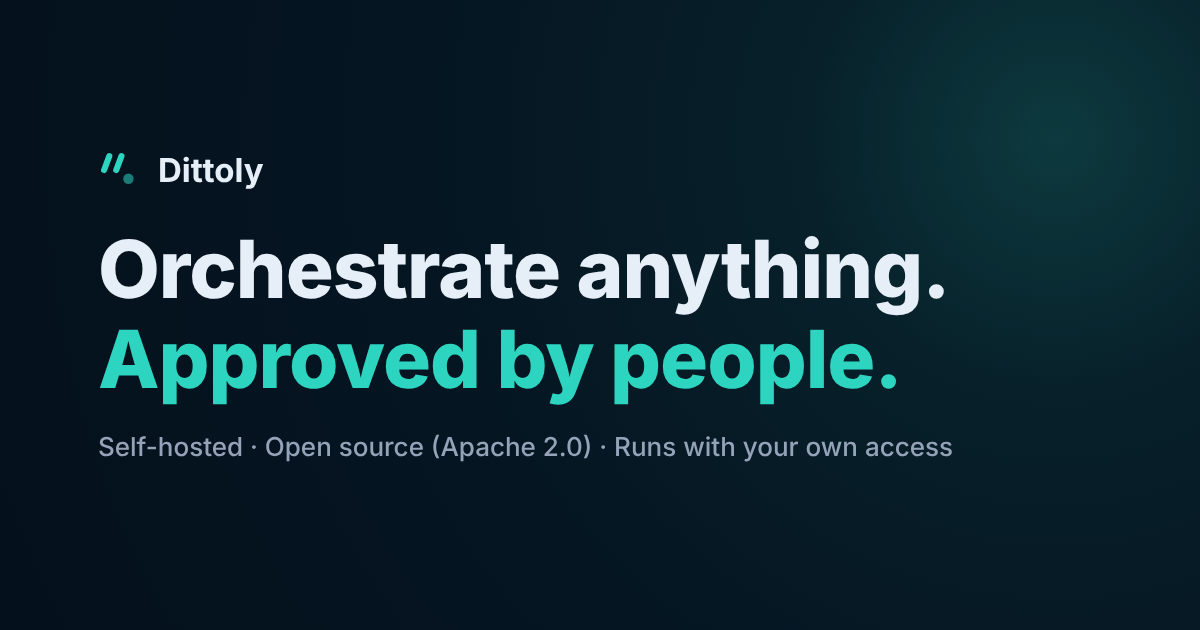 Dittoly
Orchestrate anything.
Approved by people.
Self-hosted · Open source (Apache 2.0) · Runs with your own access